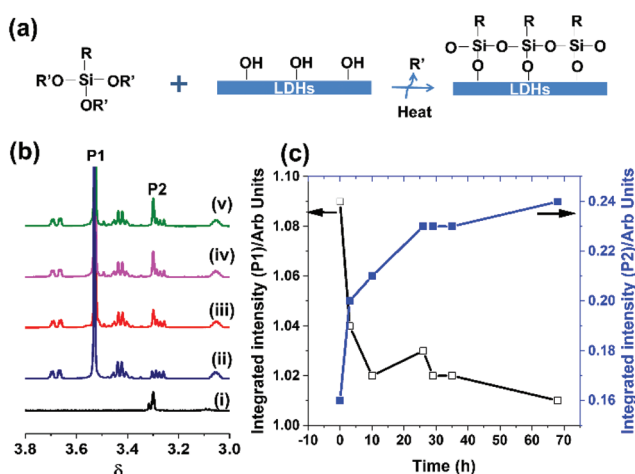 (a)
R
R'O Si OR'
OR'
+
OH OH OH
LDHs
R'
Heat
R R R
O Si O Si O Si O
O O O
LDHs
(b)
P1
P2
(v)
(iv)
(iii)
(ii)
(i)
3.8 3.6 3.4 3.2 3.0
δ
(c)
Integrated intensity (P1)/Arb Units
1.10
1.08
1.06
1.04
1.02
1.00
-10 0 10 20 30 40 50 60 70
Time (h)
0.24
0.22
0.20
0.18
0.16
Integrated intensity (P2)/Arb Units